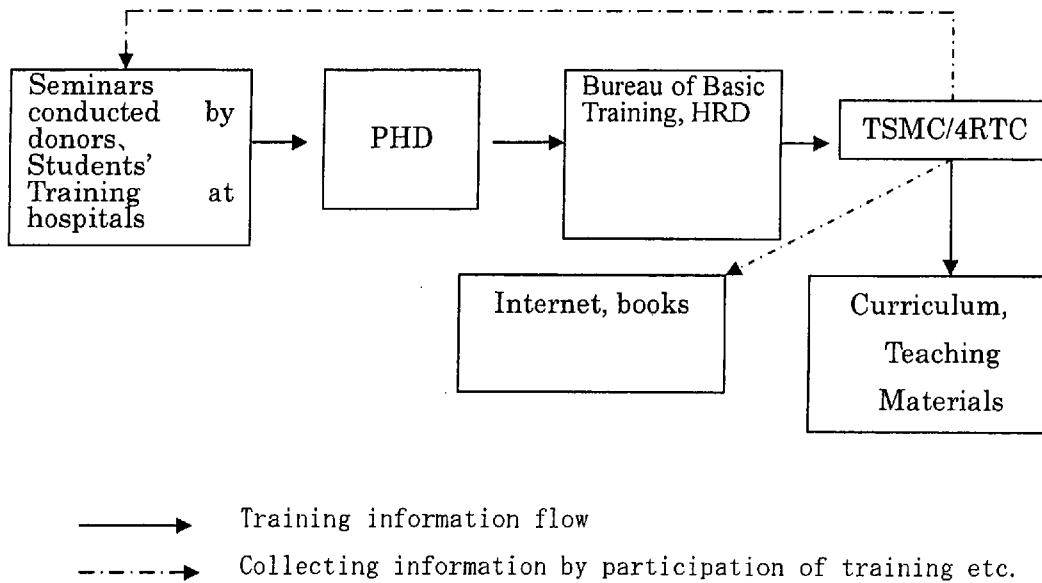 Seminars
conducted by
donors、
Students'
Training at
hospitals
PHD
Bureau of Basic
Training, HRD
TSMC/4RTC
Internet, books
Curriculum,
Teaching
Materials
Training information flow
Collecting information by participation of training etc.